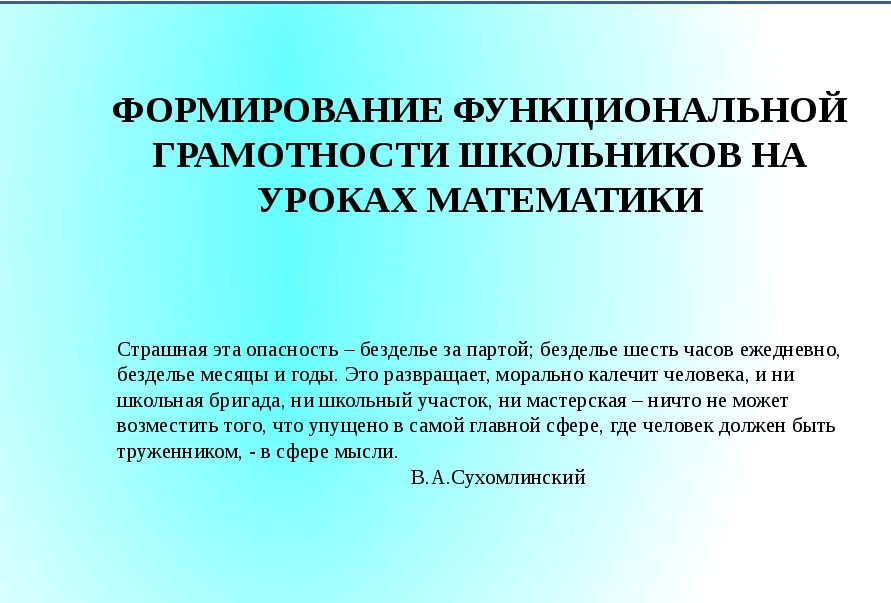 ФОРМИРОВАНИЕ ФУНКЦИОНАЛЬНОЙ
ГРАМОТНОСТИ ШКОЛЬНИКОВ НА
УРОКАХ МАТЕМАТИКИ
Страшная эта опасность – безделье за партой; безделье шесть часов ежедневно,
безделье месяцы и годы. Это развращает, морально калечит человека, и ни
школьная бригада, ни школьный участок, ни мастерская – ничто не может
возместить того, что упущено в самой главной сфере, где человек должен быть
труженником, - в сфере мысли.
В.А.Сухомлинский